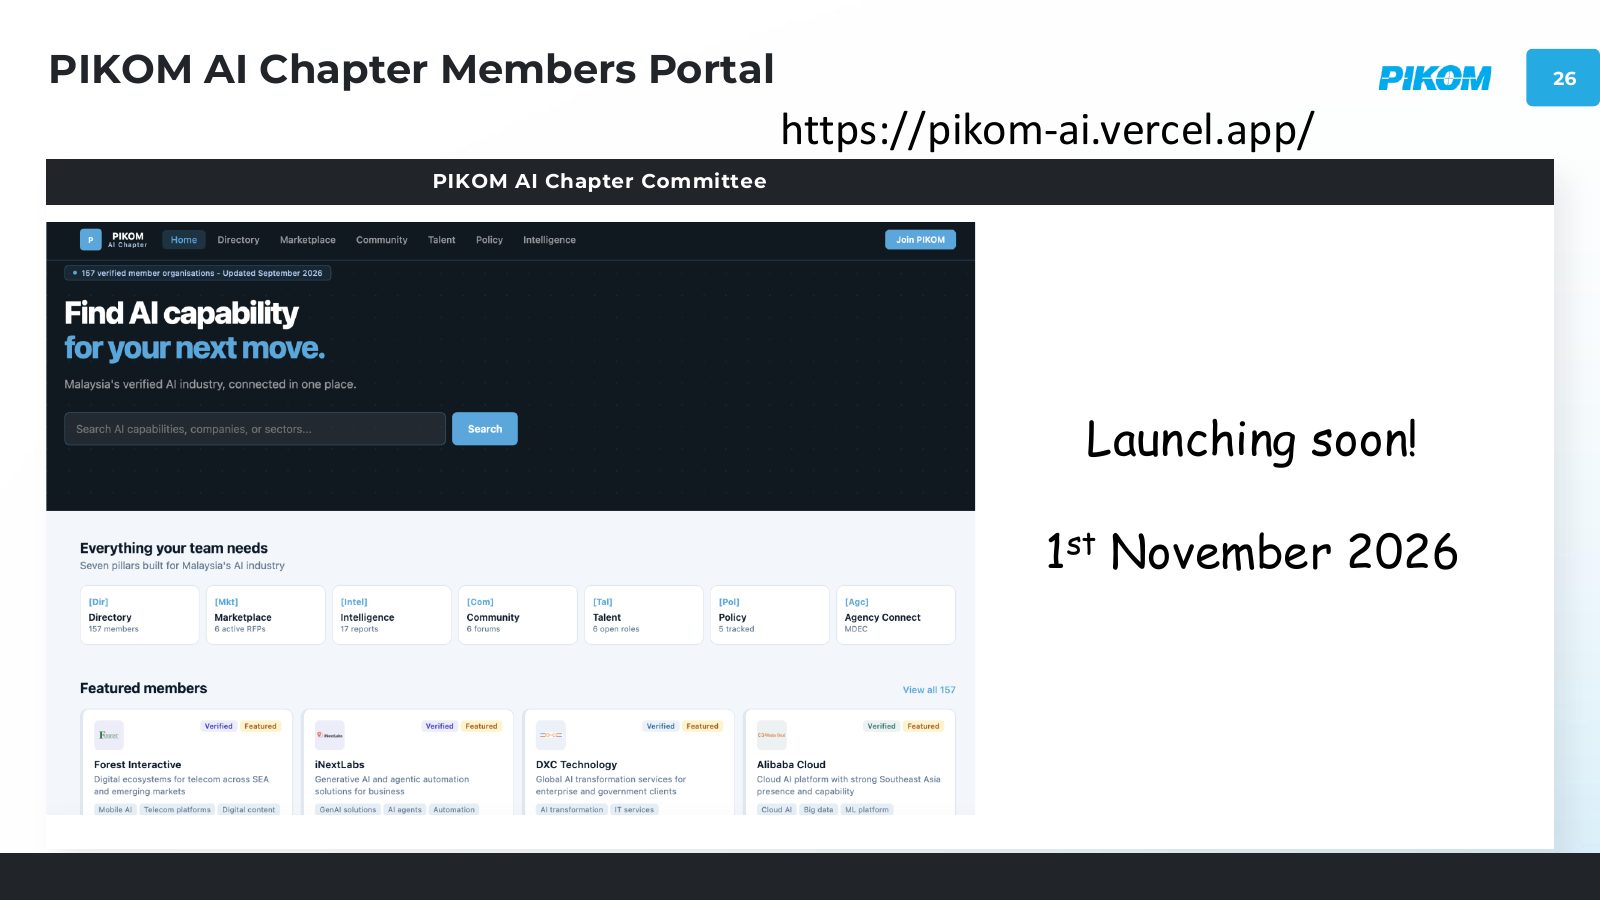 PIKOM AI Chapter Members Portal
PIKOM
26
https://pikom-ai.vercel.app/
PIKOM AI Chapter Committee
P
PIKOM
AI Chapter
Home
Directory
Marketplace
Community
Talent
Policy
Intelligence
Join PIKOM
157 verified member organisations - Updated September 2026
Find AI capability
for your next move.
Malaysia's verified AI industry, connected in one place.
Search AI capabilities, companies, or sectors...
Search
Launching soon!
1st November 2026
Everything your team needs
Seven pillars built for Malaysia's AI industry
[Dir]
Directory
157 members
[Mkt]
Marketplace
6 active RFPs
[Intel]
Intelligence
17 reports
[Com]
Community
6 forums
[Tal]
Talent
6 open roles
[Pol]
Policy
5 tracked
[Agc]
Agency Connect
MDEC
Featured members
View all 157
Verified
Featured
Forest Interactive
Digital ecosystems for telecom across SEA
and emerging markets
Mobile AI
Telecom platforms
Digital content
Verified
Featured
iNextLabs
iNextLabs
Generative AI and agentic automation
solutions for business
GenAI solutions
AI agents
Automation
Verified
Featured
DXC Technology
Global AI transformation services for
enterprise and government clients
AI transformation
IT services
Verified
Featured
Alibaba Cloud
Cloud AI platform with strong Southeast Asia
presence and capability
Cloud AI
Big data
ML platform